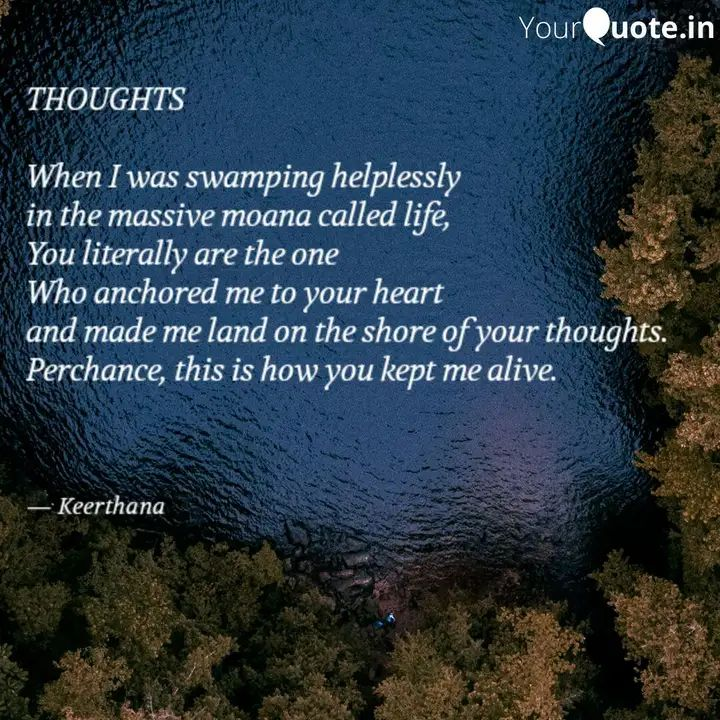 YourQuote.in
THOUGHTS
When I was swamping helplessly
in the massive moana called life,
You literally are the one
Who anchored me to your heart
and made me land on the shore of your thoughts.
Perchance, this is how you kept me alive.
— Keerthana